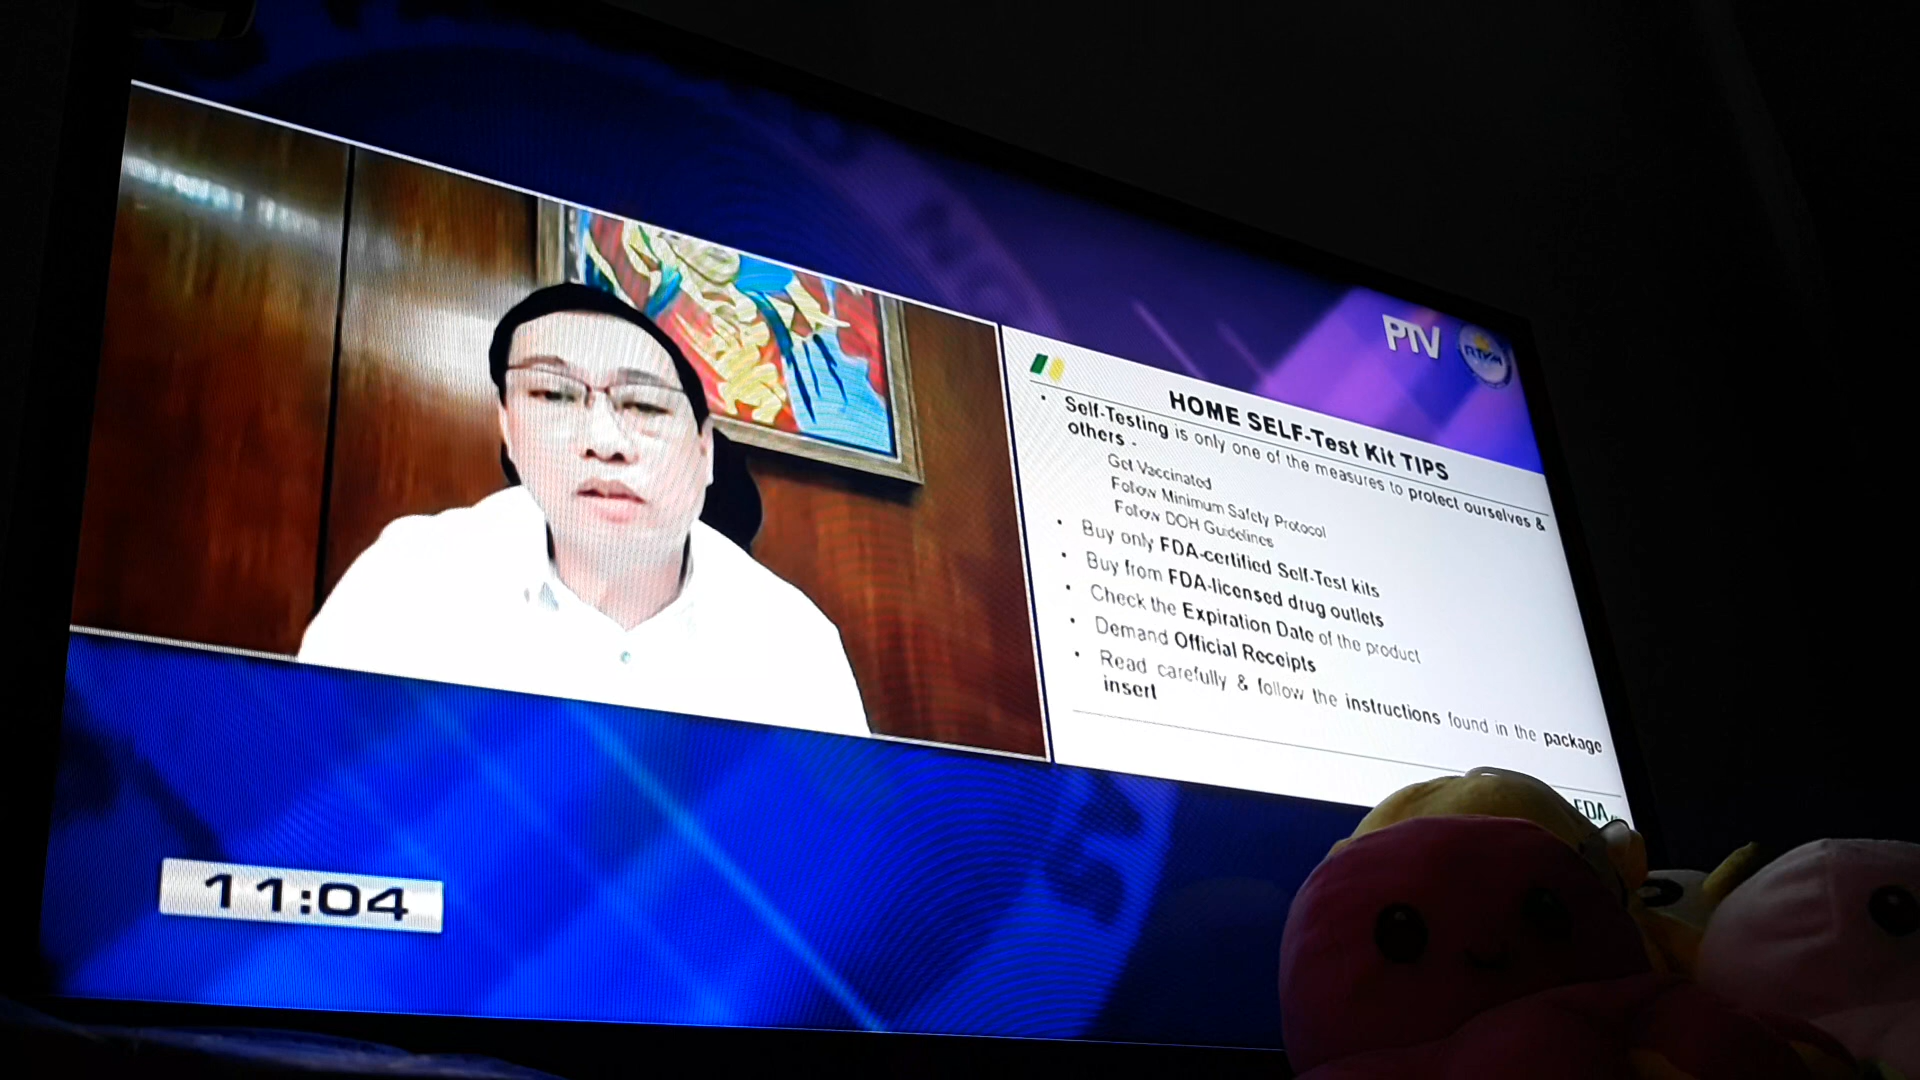 PTV
RTVM
HOME SELF-Test Kit TIPS
• Self-Testing is only one of the measures to protect ourselves &
others -
Get Vaccinated
Follow Minimum Safety Protocol
Follow DOH Guidelines
• Buy only FDA-certified Self-Test kits
• Buy from FDA-licensed drug outlets
• Check the Expiration Date of the product
• Demand Official Receipts
• Read carefully & follow the instructions found in the package
insert
FDA
11:04